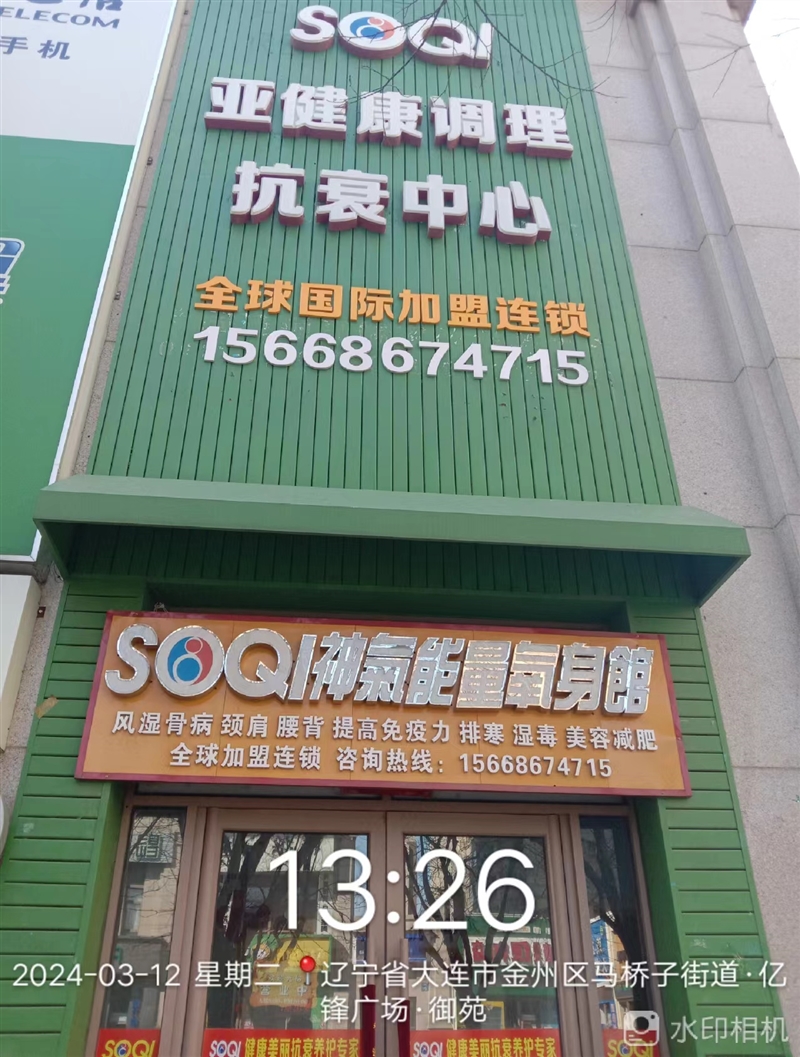 ELECOM
手机
SOQI
亚健康调理
抗衰中心
全球国际加盟连锁
15668674715
SOQI神氣能量氧身館
风湿骨病 颈肩 腰背 提高免疫力 排寒 湿毒 美容减肥
全球加盟连锁 咨询热线：15668674715
13:26
2024-03-12 星期二 辽宁省大连市金州区马桥子街道·亿
锋广场·御苑
SOQI
SOQI 健康美丽抗衰养护专家
SOQI 健康美丽抗衰养护专家
SOQI
水印相机